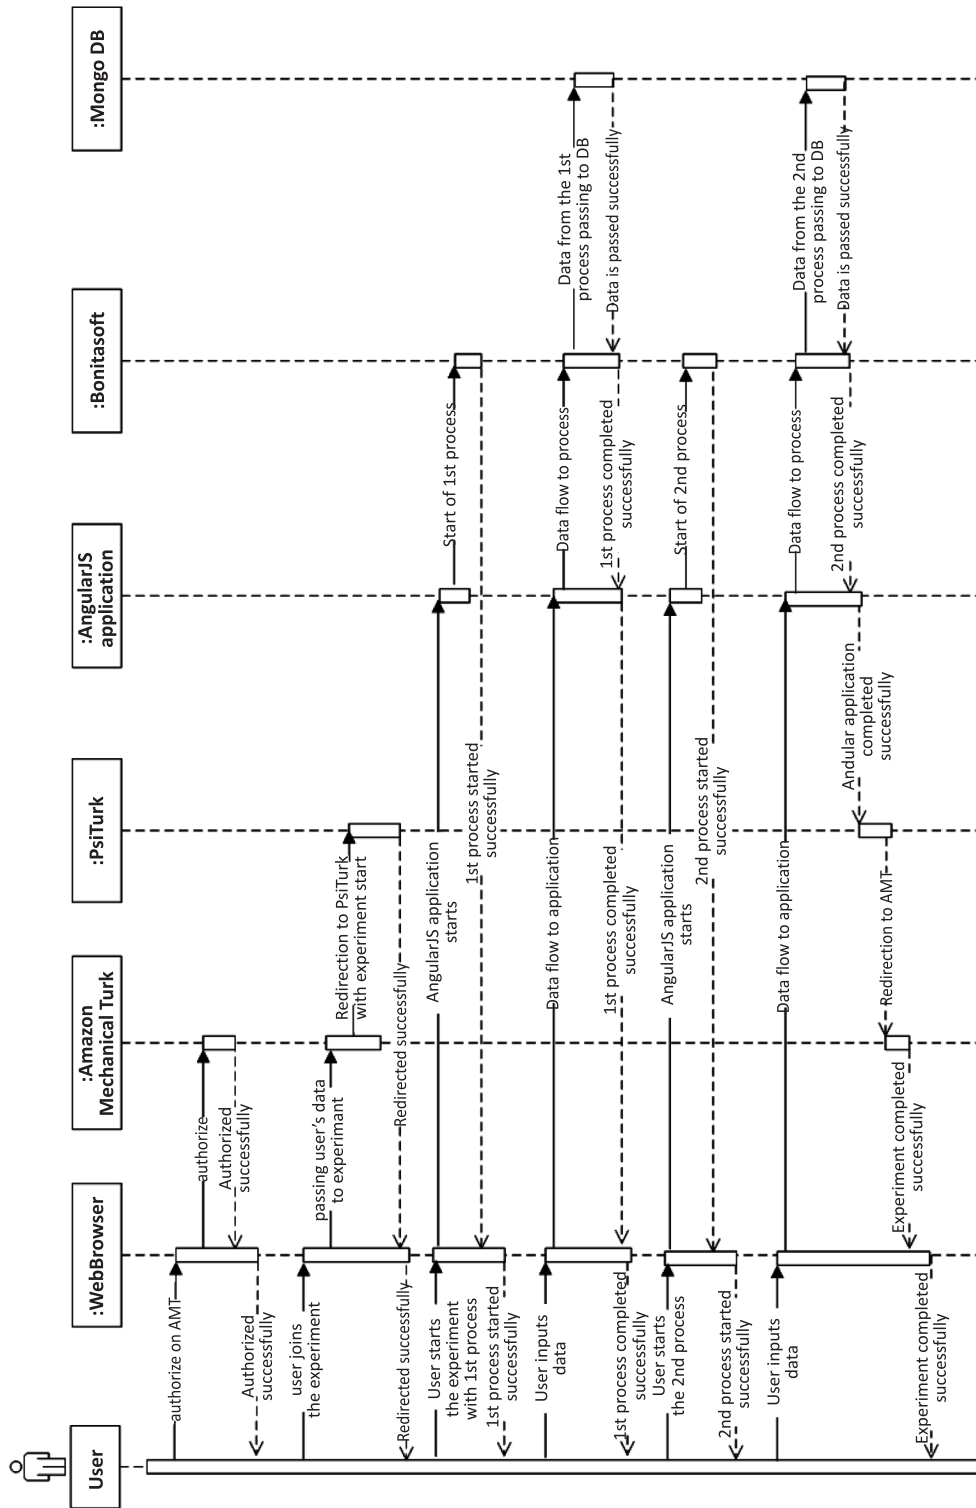 User
:WebBrowser
:Amazon
Mechanical Turk
:PsiTurk
:AngularJS
application
:Bonitasoft
:Mongo DB
authorize on AMT
authorize
Authorized
successfully
Authorized
successfully
user joins
the experiment
passing user's data
to experimant
Redirection to PsiTurk
with experiment start
Redirected successfully
Redirected successfully
User starts
the experiment
with 1st process
AngularJS application
starts
Start of 1st process
1st process started
successfully
1st process started
successfully
User inputs
data
Data flow to application
Data flow to process
Data from the 1st
process passing to DB
Data is passed successfully
1st process completed
successfully
1st process completed
successfully
1st process completed
successfully
User starts
the 2nd process
AngularJS application
starts
Start of 2nd process
2nd process started
successfully
2nd process started
successfully
User inputs
data
Data flow to application
Data flow to process
Data from the 2nd
process passing to DB
Data is passed successfully
2nd process completed
successfully
Andular application
completed
successfully
Redirection to AMT
Experiment completed
successfully
Experiment completed
successfully